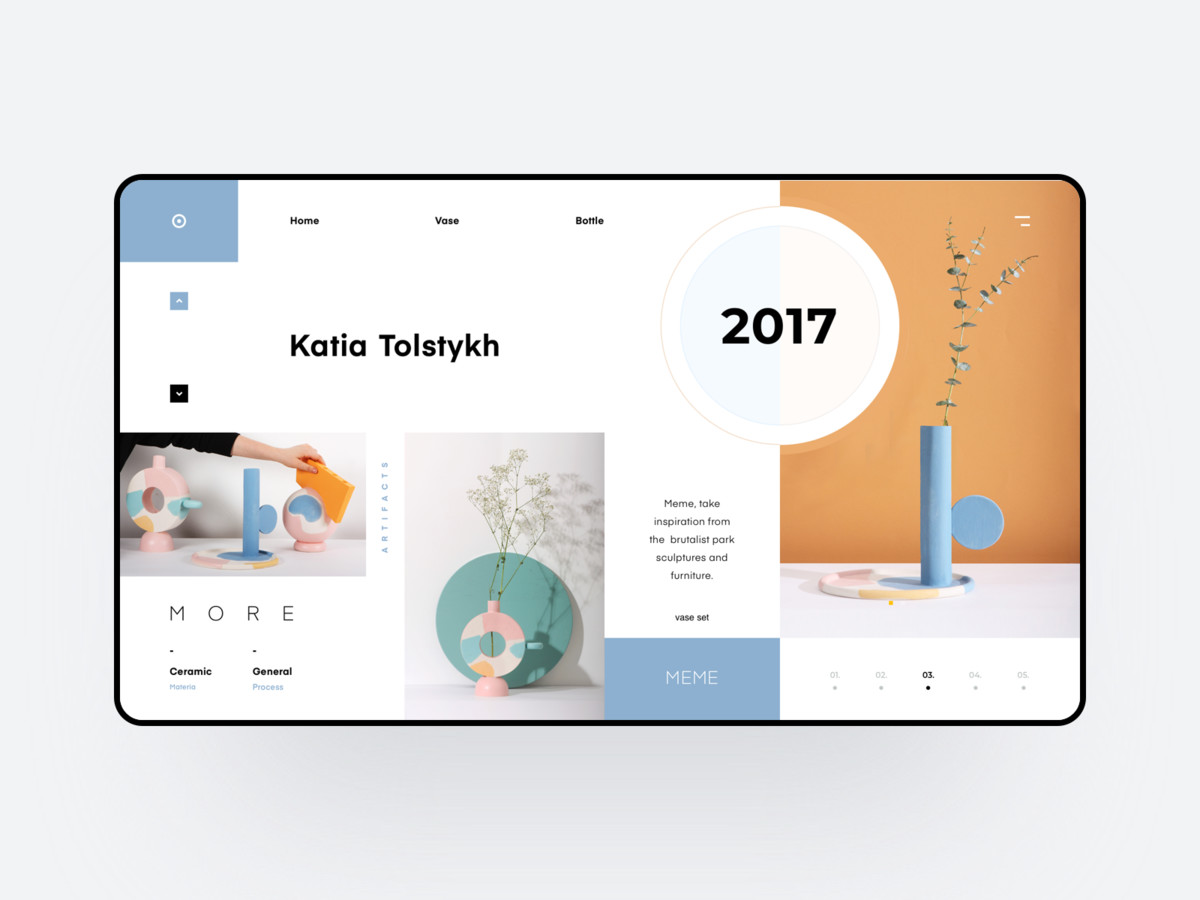 Home
Vase
Bottle
Katia Tolstykh
2017
ARTIFACTS
Meme, take
inspiration from
the brutalist park
sculptures and
furniture.
vase set
MORE
-
-
Ceramic
General
Materia
Process
MEME
01.
02.
03.
04.
05.